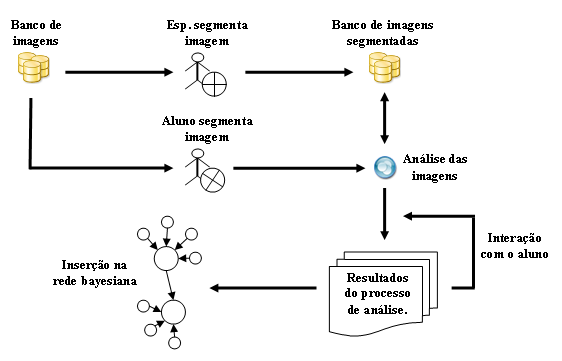 Banco de
imagens
Esp. segmenta
imagem
Banco de imagens
segmentadas
Aluno segmenta
imagem
Análise das
imagens
Interação
com o aluno
Inserção na
rede bayesiana
Resultados
do processo
de análise.